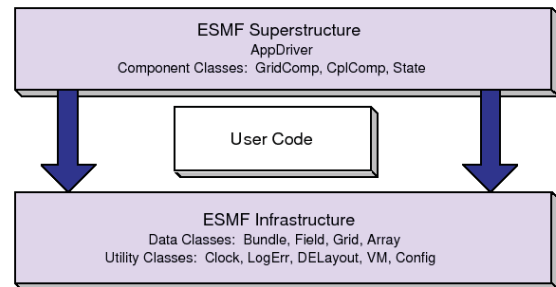 ESMF Superstructure
AppDriver
Component Classes: GridComp, CplComp, State
User Code
ESMF Infrastructure
Data Classes: Bundle, Field, Grid, Array
Utility Classes: Clock, LogErr, DELayout, VM, Config